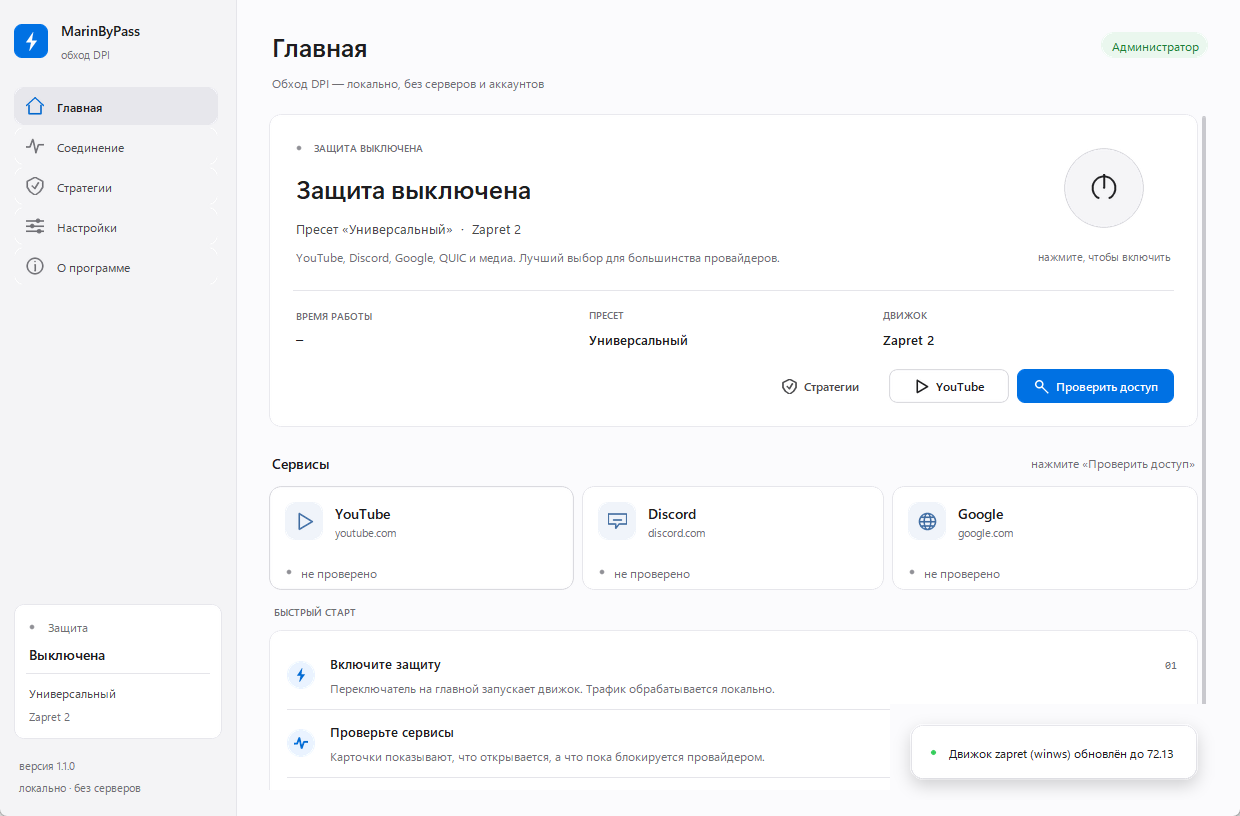 MarinByPass
обход DPI
Главная
Соединение
Стратегии
Настройки
О программе
Защита
Выключена
Универсальный
Zapret 2
версия 1.1.0
локально · без серверов
Главная
Администратор
Обход DPI — локально, без серверов и аккаунтов
ЗАЩИТА ВЫКЛЮЧЕНА
Защита выключена
Пресет «Универсальный» · Zapret 2
YouTube, Discord, Google, QUIC и медиа. Лучший выбор для большинства провайдеров.
нажмите, чтобы включить
ВРЕМЯ РАБОТЫ
–
ПРЕСЕТ
Универсальный
ДВИЖОК
Zapret 2
Стратегии
YouTube
Проверить доступ
Сервисы
нажмите «Проверить доступ»
YouTube
youtube.com
не проверено
Discord
discord.com
не проверено
Google
google.com
не проверено
БЫСТРЫЙ СТАРТ
Включите защиту
01
Переключатель на главной запускает движок. Трафик обрабатывается локально.
Проверьте сервисы
Карточки показывают, что открывается, а что пока блокируется провайдером.
Движок zapret (winws) обновлён до 72.13